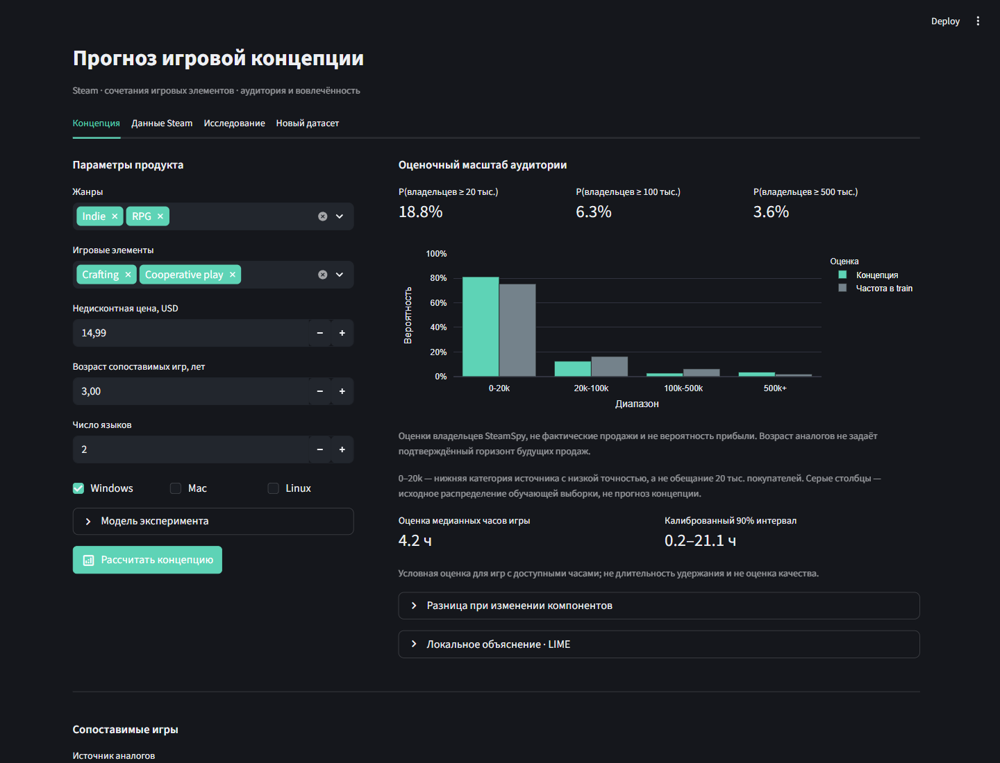 Deploy
Прогноз игровой концепции
Steam · сочетания игровых элементов · аудитория и вовлечённость
Концепция
Данные Steam
Исследование
Новый датасет
Параметры продукта
Жанры
Indie ×
RPG ×
Игровые элементы
Crafting ×
Cooperative play ×
Недисконтная цена, USD
14,99
Возраст сопоставимых игр, лет
3,00
Число языков
2
Windows
Mac
Linux
Модель эксперимента
Рассчитать концепцию
Оценочный масштаб аудитории
P(владельцев ≥ 20 тыс.)
18.8%
P(владельцев ≥ 100 тыс.)
6.3%
P(владельцев ≥ 500 тыс.)
3.6%
100%
80%
60%
40%
20%
0%
Вероятность
0-20k
20k-100k
100k-500k
500k+
Диапазон
Оценка
Концепция
Частота в train
Оценки владельцев SteamSpy, не фактические продажи и не вероятность прибыли. Возраст аналогов не задаёт
подтверждённый горизонт будущих продаж.
0–20k — нижняя категория источника с низкой точностью, а не обещание 20 тыс. покупателей. Серые столбцы —
исходное распределение обучающей выборки, не прогноз концепции.
Оценка медианных часов игры
4.2 ч
Калиброванный 90% интервал
0.2–21.1 ч
Условная оценка для игр с доступными часами; не длительность удержания и не оценка качества.
Разница при изменении компонентов
Локальное объяснение · LIME
Сопоставимые игры
Источник аналогов